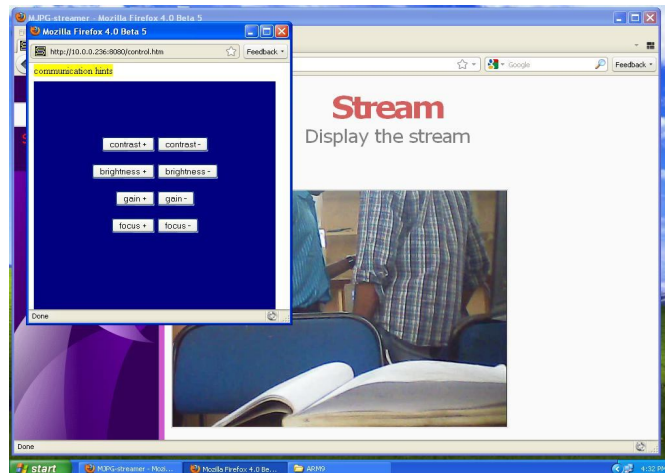 MJPG-streamer - Mozilla Firefox 4.0 Beta 5
Mozilla Firefox 4.0 Beta 5
http://10.0.0.236:8080/control.htm
Feedback
Google
Feedback
communication hints
Stream
Display the stream
contrast + contrast -
brightness + brightness -
gain + gain -
focus + focus -
Done
Done
start
MJPG-streamer - Mozi...
Mozilla Firefox 4.0 Be...
ARM9
4:32 PM